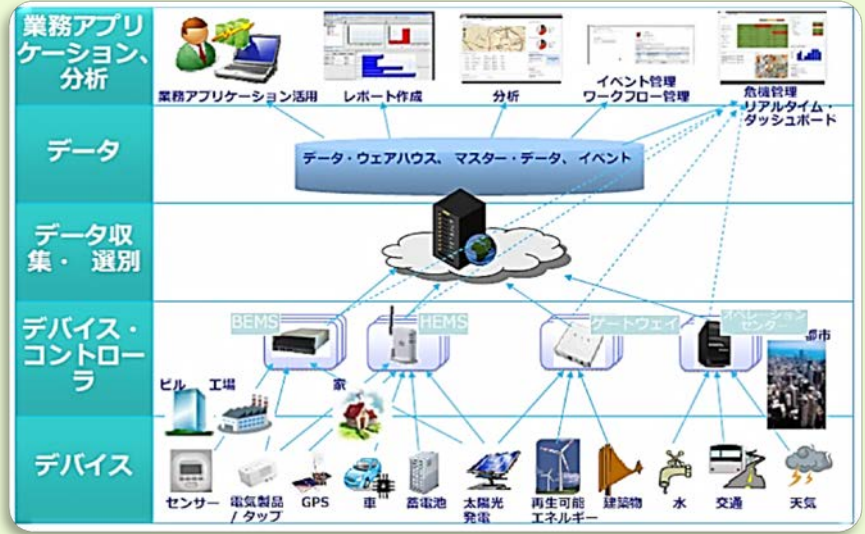 業務アプリ
ケーション、
分析
業務アプリケーション活用
レポート作成
分析
イベント管理
ワークフロー管理
危機管理
リアルタイム・
ダッシュボード
データ
データ・ウェアハウス、マスター・データ、イベント
データ収
集・ 選別
デバイス・
コントロー
ラ
BEMS
HEMS
ゲートウェイ
オペレーション
センター
都市
ビル
工場
家
デバイス
センサー
電気製品
/ タップ
GPS
車
蓄電池
太陽光
発電
再生可能
エネルギー
建築物
水
交通
天気